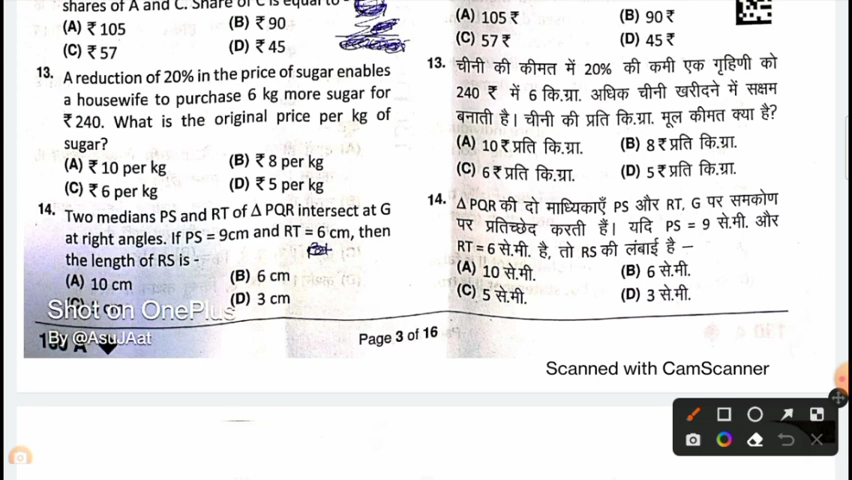 shares of A and C. Share of C is equal to -
(A) ₹ 105
(B) ₹ 90
(C) ₹ 57
(D) ₹ 45
13. A reduction of 20% in the price of sugar enables
a housewife to purchase 6 kg more sugar for
₹ 240. What is the original price per kg of
sugar?
(A) ₹ 10 per kg
(B) ₹ 8 per kg
(C) ₹ 6 per kg
(D) ₹ 5 per kg
14. Two medians PS and RT of Δ PQR intersect at G
at right angles. If PS = 9cm and RT = 6 cm, then
the length of RS is -
(A) 10 cm
(B) 6 cm
(D) 3 cm
Shot on OnePlus
By @AsuJAat
(A) 105 ₹
(B) 90 ₹
(C) 57 ₹
(D) 45 ₹
13. चीनी की कीमत में 20% की कमी एक गृहिणी को
240 ₹ में 6 कि.ग्रा. अधिक चीनी खरीदने में सक्षम
बनाती है। चीनी की प्रति कि.ग्रा. मूल कीमत क्या है?
(A) 10 ₹ प्रति कि.ग्रा.
(B) 8 ₹ प्रति कि.ग्रा.
(C) 6 ₹ प्रति कि.ग्रा.
(D) 5 ₹ प्रति कि.ग्रा.
14. Δ PQR की दो माध्यिकाएँ PS और RT, G पर समकोण
पर प्रतिच्छेद करती हैं। यदि PS = 9 से.मी. और
RT = 6 से.मी. है, तो RS की लंबाई है –
(A) 10 से.मी.
(B) 6 से.मी.
(C) 5 से.मी.
(D) 3 से.मी.
Page 3 of 16
Scanned with CamScanner